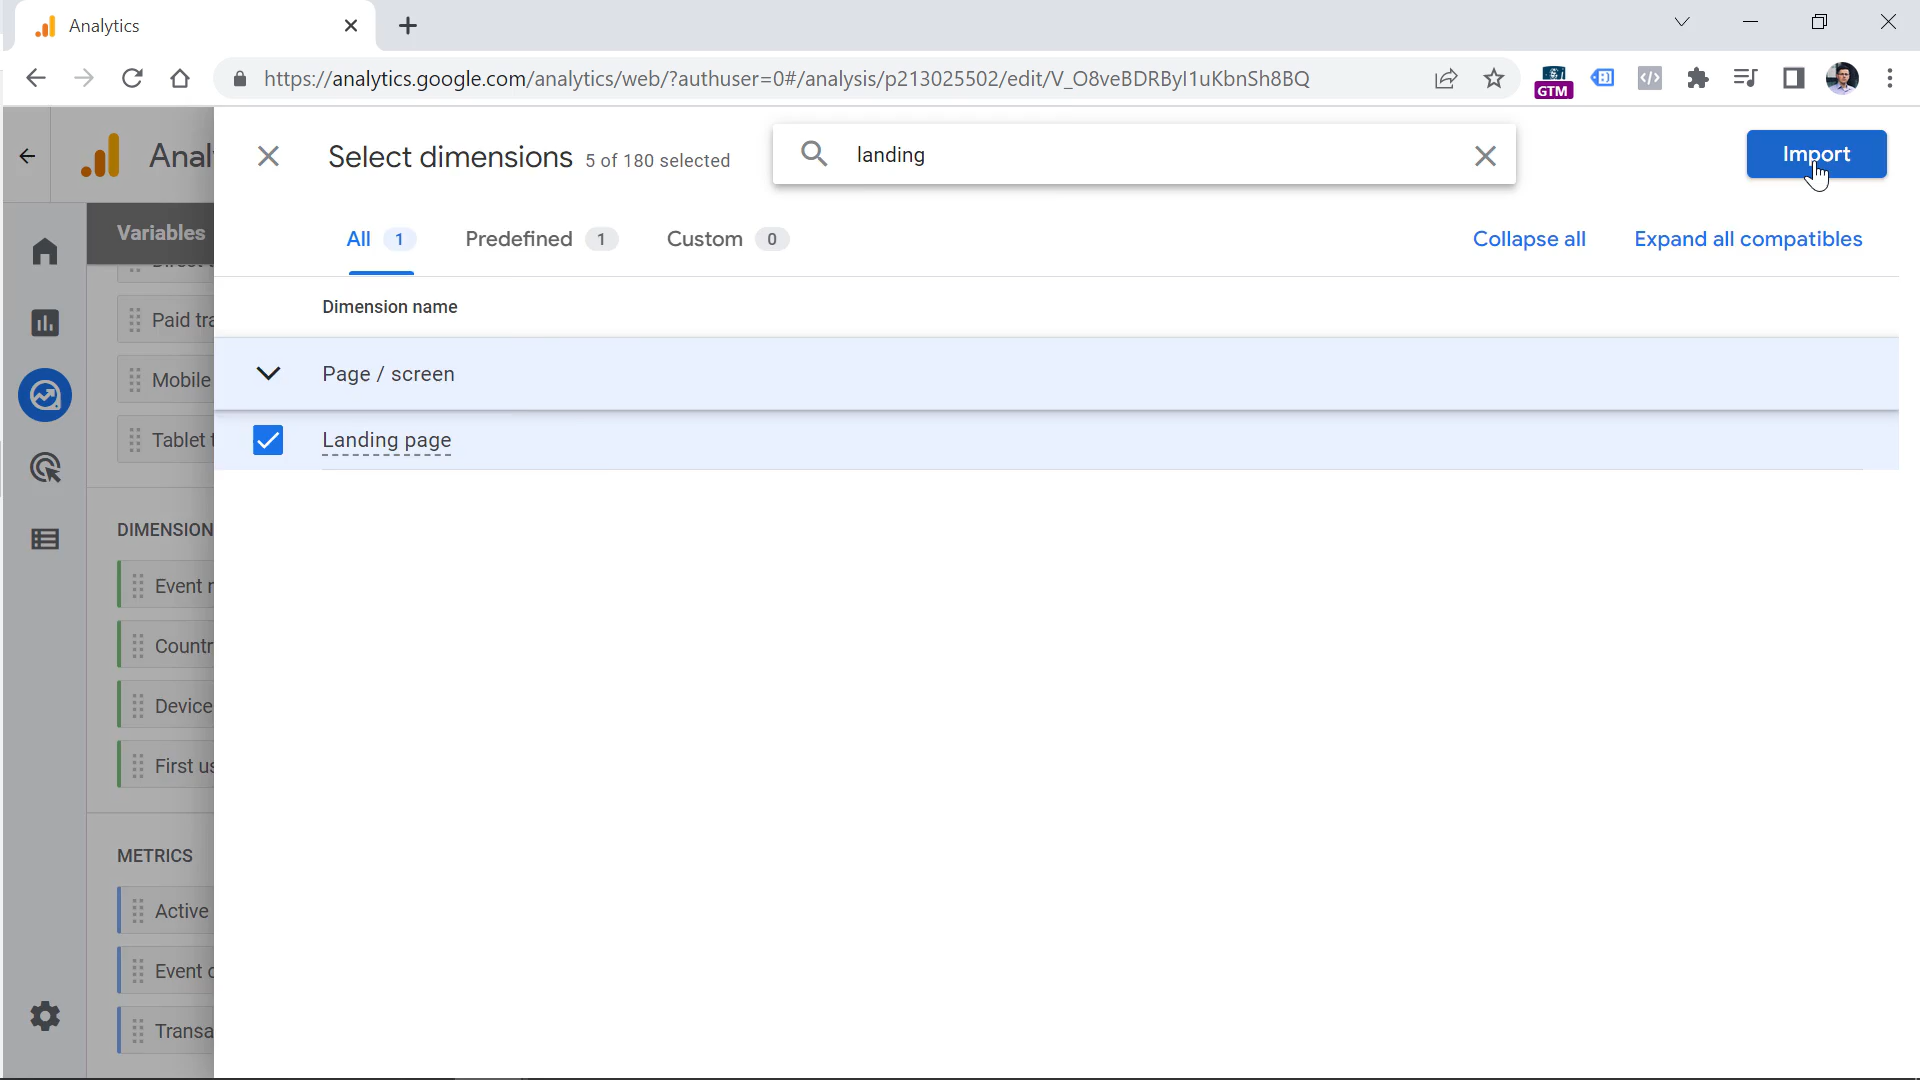 Analytics
https://analytics.google.com/analytics/web/?authuser=0#/analysis/p213025502/edit/V_O8veBDRByI1uKbnSh8BQ
GTM
Anal
Select dimensions 5 of 180 selected
landing
Import
Variables
All 1
Predefined 1
Custom 0
Collapse all
Expand all compatibles
Dimension name
Paid tra
Page / screen
Mobile
Landing page
Tablet t
DIMENSION
Event n
Countr
Device
First us
METRICS
Active
Event c
Transa